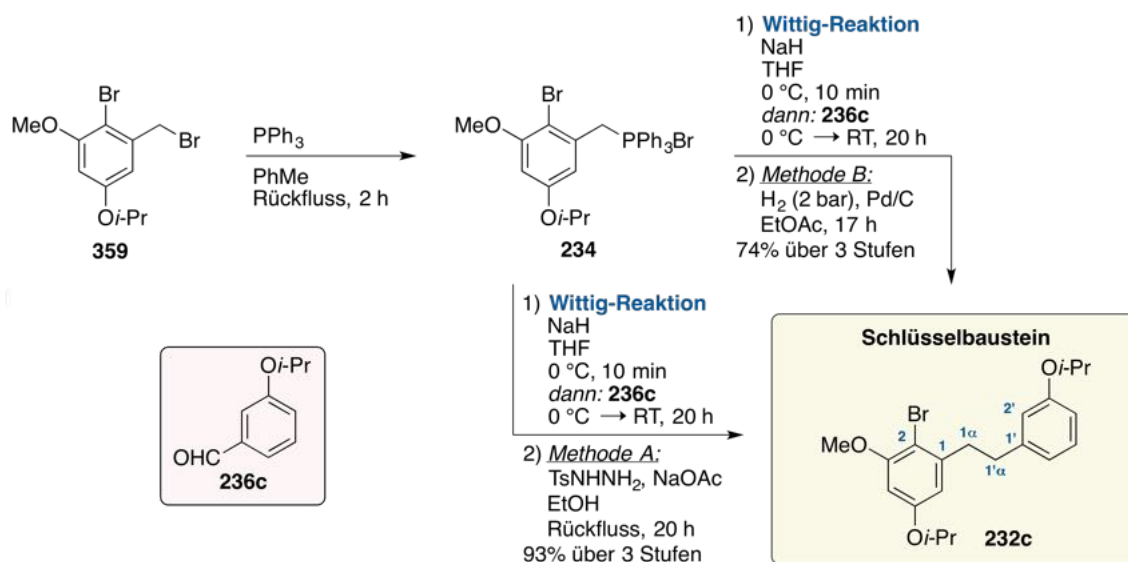 Br
MeO
Br
Oi-Pr
359
PPh3
PhMe
Rückfluss, 2 h
Br
MeO
PPh3Br
Oi-Pr
234
1) Wittig-Reaktion
NaH
THF
0 °C, 10 min
dann: 236c
0 °C → RT, 20 h
2) Methode B:
H2 (2 bar), Pd/C
EtOAc, 17 h
74% über 3 Stufen
1) Wittig-Reaktion
NaH
THF
0 °C, 10 min
dann: 236c
0 °C → RT, 20 h
2) Methode A:
TsNHNH2, NaOAc
EtOH
Rückfluss, 20 h
93% über 3 Stufen
Oi-Pr
OHC
236c
Schlüsselbaustein
Oi-Pr
Br
2'
1α
2
1
1'
MeO
1'α
Oi-Pr
232c